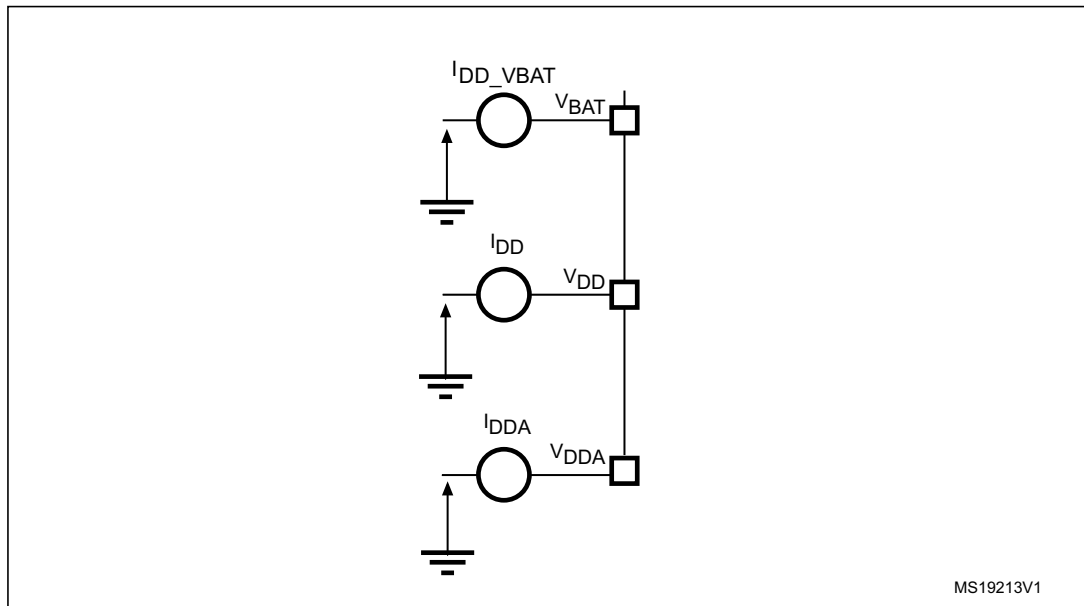 IDD_VBAT
VBAT
IDD
VDD
IDDA
VDDA
MS19213V1